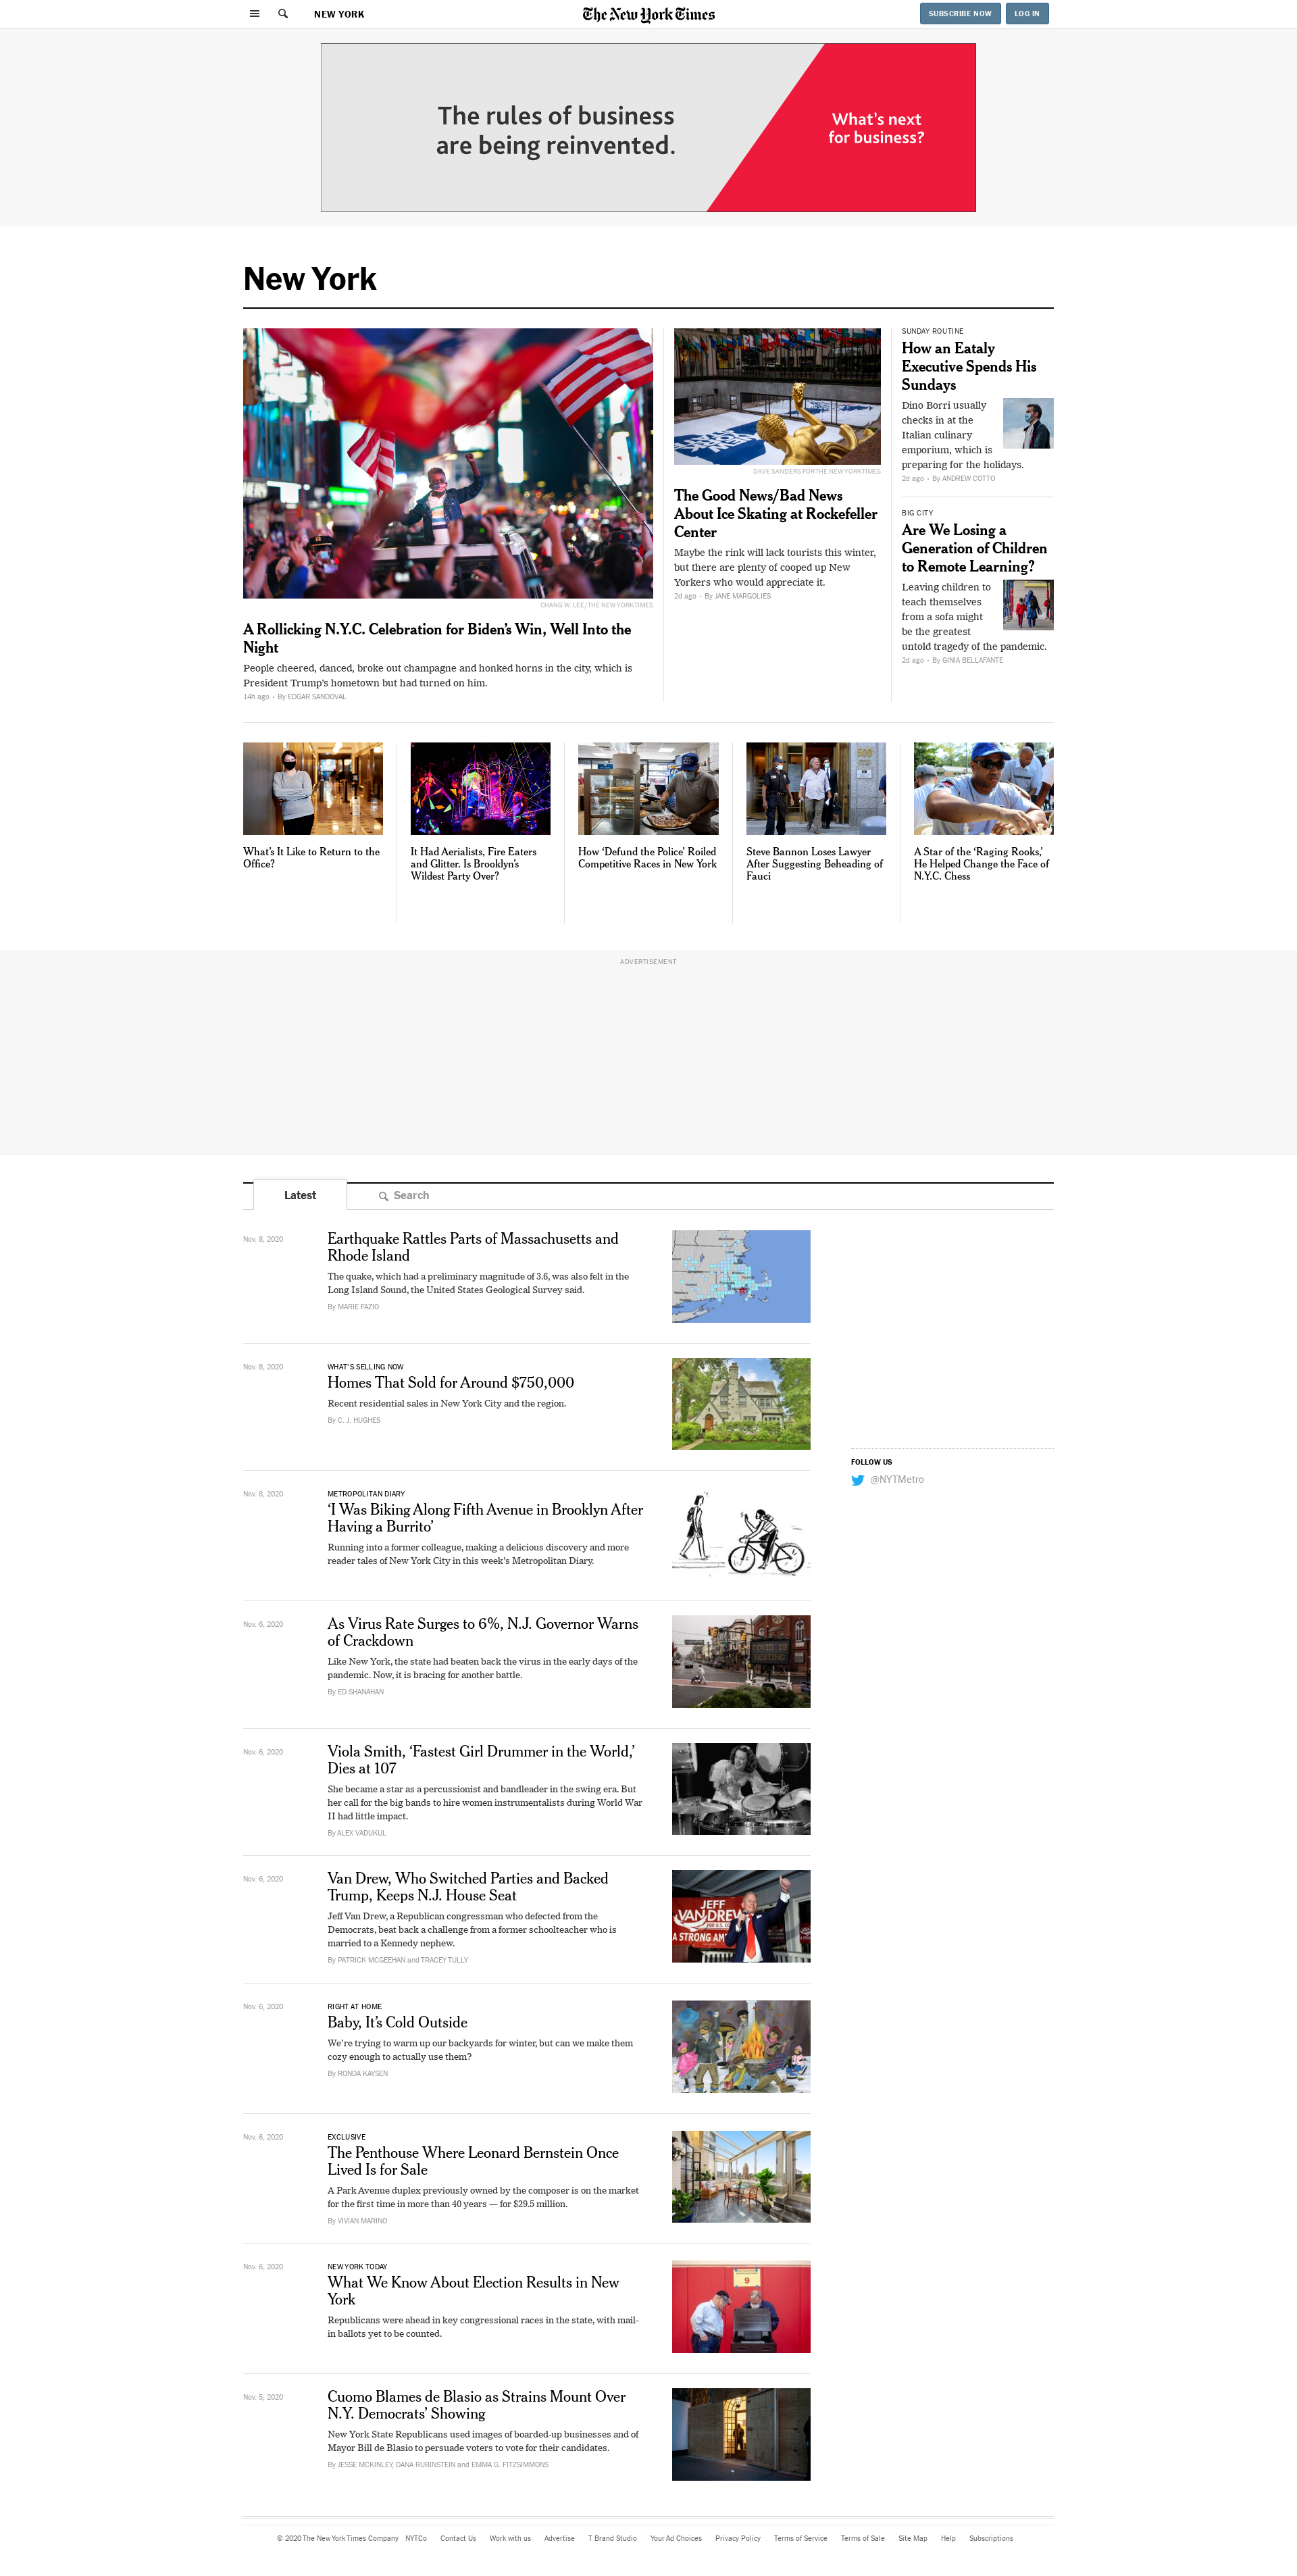 NEW YORK
The New York Times
SUBSCRIBE NOW
LOG IN
The rules of business
are being reinvented.
What's next
for business?
New York
CHANG W. LEE/THE NEW YORK TIMES
A Rollicking N.Y.C. Celebration for Biden’s Win, Well Into the
Night
People cheered, danced, broke out champagne and honked horns in the city, which is
President Trump’s hometown but had turned on him.
14h ago • By EDGAR SANDOVAL
DAVE SANDERS FOR THE NEW YORK TIMES
The Good News/Bad News
About Ice Skating at Rockefeller
Center
Maybe the rink will lack tourists this winter,
but there are plenty of cooped up New
Yorkers who would appreciate it.
2d ago • By JANE MARGOLIES
SUNDAY ROUTINE
How an Eataly
Executive Spends His
Sundays
Dino Borri usually
checks in at the
Italian culinary
emporium, which is
preparing for the holidays.
2d ago • By ANDREW COTTO
BIG CITY
Are We Losing a
Generation of Children
to Remote Learning?
Leaving children to
teach themselves
from a sofa might
be the greatest
untold tragedy of the pandemic.
2d ago • By GINIA BELLAFANTE
What’s It Like to Return to the
Office?
It Had Aerialists, Fire Eaters
and Glitter. Is Brooklyn’s
Wildest Party Over?
How ‘Defund the Police’ Roiled
Competitive Races in New York
Steve Bannon Loses Lawyer
After Suggesting Beheading of
Fauci
A Star of the ‘Raging Rooks,’
He Helped Change the Face of
N.Y.C. Chess
ADVERTISEMENT
Latest
Search
Nov. 8, 2020
Earthquake Rattles Parts of Massachusetts and
Rhode Island
The quake, which had a preliminary magnitude of 3.6, was also felt in the
Long Island Sound, the United States Geological Survey said.
By MARIE FAZIO
Nov. 8, 2020
WHAT’S SELLING NOW
Homes That Sold for Around $750,000
Recent residential sales in New York City and the region.
By C. J. HUGHES
FOLLOW US
@NYTMetro
Nov. 8, 2020
METROPOLITAN DIARY
‘I Was Biking Along Fifth Avenue in Brooklyn After
Having a Burrito’
Running into a former colleague, making a delicious discovery and more
reader tales of New York City in this week’s Metropolitan Diary.
Nov. 6, 2020
As Virus Rate Surges to 6%, N.J. Governor Warns
of Crackdown
Like New York, the state had beaten back the virus in the early days of the
pandemic. Now, it is bracing for another battle.
By ED SHANAHAN
COVID 19
TESTING
Nov. 6, 2020
Viola Smith, ‘Fastest Girl Drummer in the World,’
Dies at 107
She became a star as a percussionist and bandleader in the swing era. But
her call for the big bands to hire women instrumentalists during World War
II had little impact.
By ALEX VADUKUL
Nov. 6, 2020
Van Drew, Who Switched Parties and Backed
Trump, Keeps N.J. House Seat
Jeff Van Drew, a Republican congressman who defected from the
Democrats, beat back a challenge from a former schoolteacher who is
married to a Kennedy nephew.
By PATRICK MCGEEHAN and TRACEY TULLY
JEFF
VAN DREW
A STRONG AM
Nov. 6, 2020
RIGHT AT HOME
Baby, It’s Cold Outside
We’re trying to warm up our backyards for winter, but can we make them
cozy enough to actually use them?
By RONDA KAYSEN
Nov. 6, 2020
EXCLUSIVE
The Penthouse Where Leonard Bernstein Once
Lived Is for Sale
A Park Avenue duplex previously owned by the composer is on the market
for the first time in more than 40 years — for $29.5 million.
By VIVIAN MARINO
Nov. 6, 2020
NEW YORK TODAY
What We Know About Election Results in New
York
Republicans were ahead in key congressional races in the state, with mail-
in ballots yet to be counted.
9
Nov. 5, 2020
Cuomo Blames de Blasio as Strains Mount Over
N.Y. Democrats’ Showing
New York State Republicans used images of boarded-up businesses and of
Mayor Bill de Blasio to persuade voters to vote for their candidates.
By JESSE MCKINLEY, DANA RUBINSTEIN and EMMA G. FITZSIMMONS
© 2020 The New York Times Company NYTCo Contact Us Work with us Advertise T Brand Studio Your Ad Choices Privacy Policy Terms of Service Terms of Sale Site Map Help Subscriptions